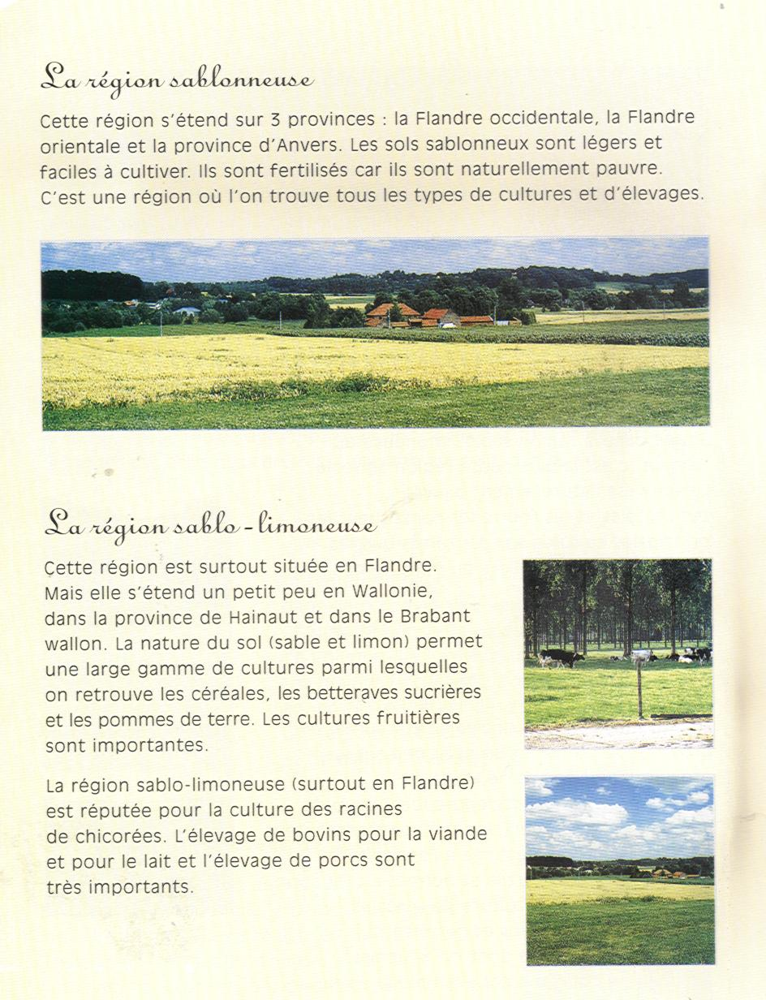 La région sablonneuse
Cette région s'étend sur 3 provinces : la Flandre occidentale, la Flandre
orientale et la province d'Anvers. Les sols sablonneux sont légers et
faciles à cultiver. Ils sont fertilisés car ils sont naturellement pauvre.
C'est une région où l'on trouve tous les types de cultures et d'élevages.
La région sablo-limoneuse
Cette région est surtout située en Flandre.
Mais elle s'étend un petit peu en Wallonie,
dans la province de Hainaut et dans le Brabant
wallon. La nature du sol (sable et limon) permet
une large gamme de cultures parmi lesquelles
on retrouve les céréales, les betteraves sucrières
et les pommes de terre. Les cultures fruitières
sont importantes.
La région sablo-limoneuse (surtout en Flandre)
est réputée pour la culture des racines
de chicorées. L'élevage de bovins pour la viande
et pour le lait et l'élevage de porcs sont
très importants.